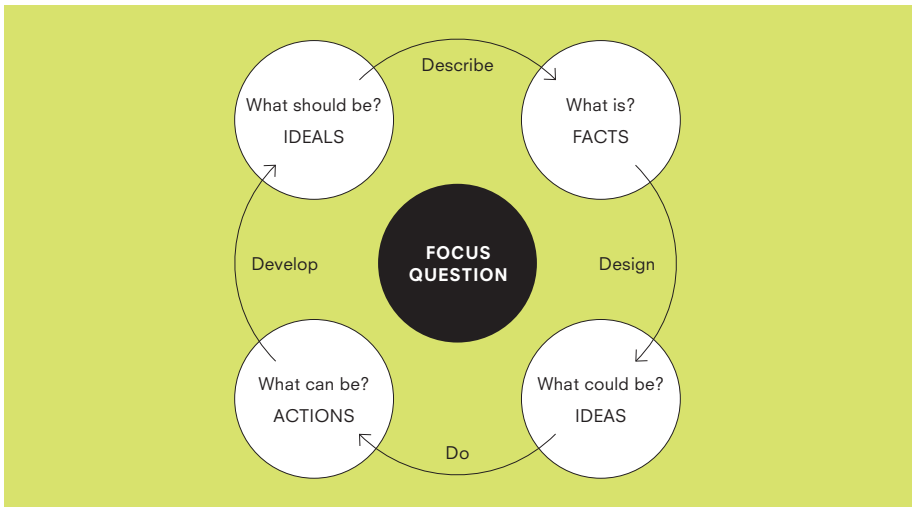 Describe
What should be?
IDEALS
What is?
FACTS
FOCUS
QUESTION
Develop
Design
What can be?
ACTIONS
What could be?
IDEAS
Do